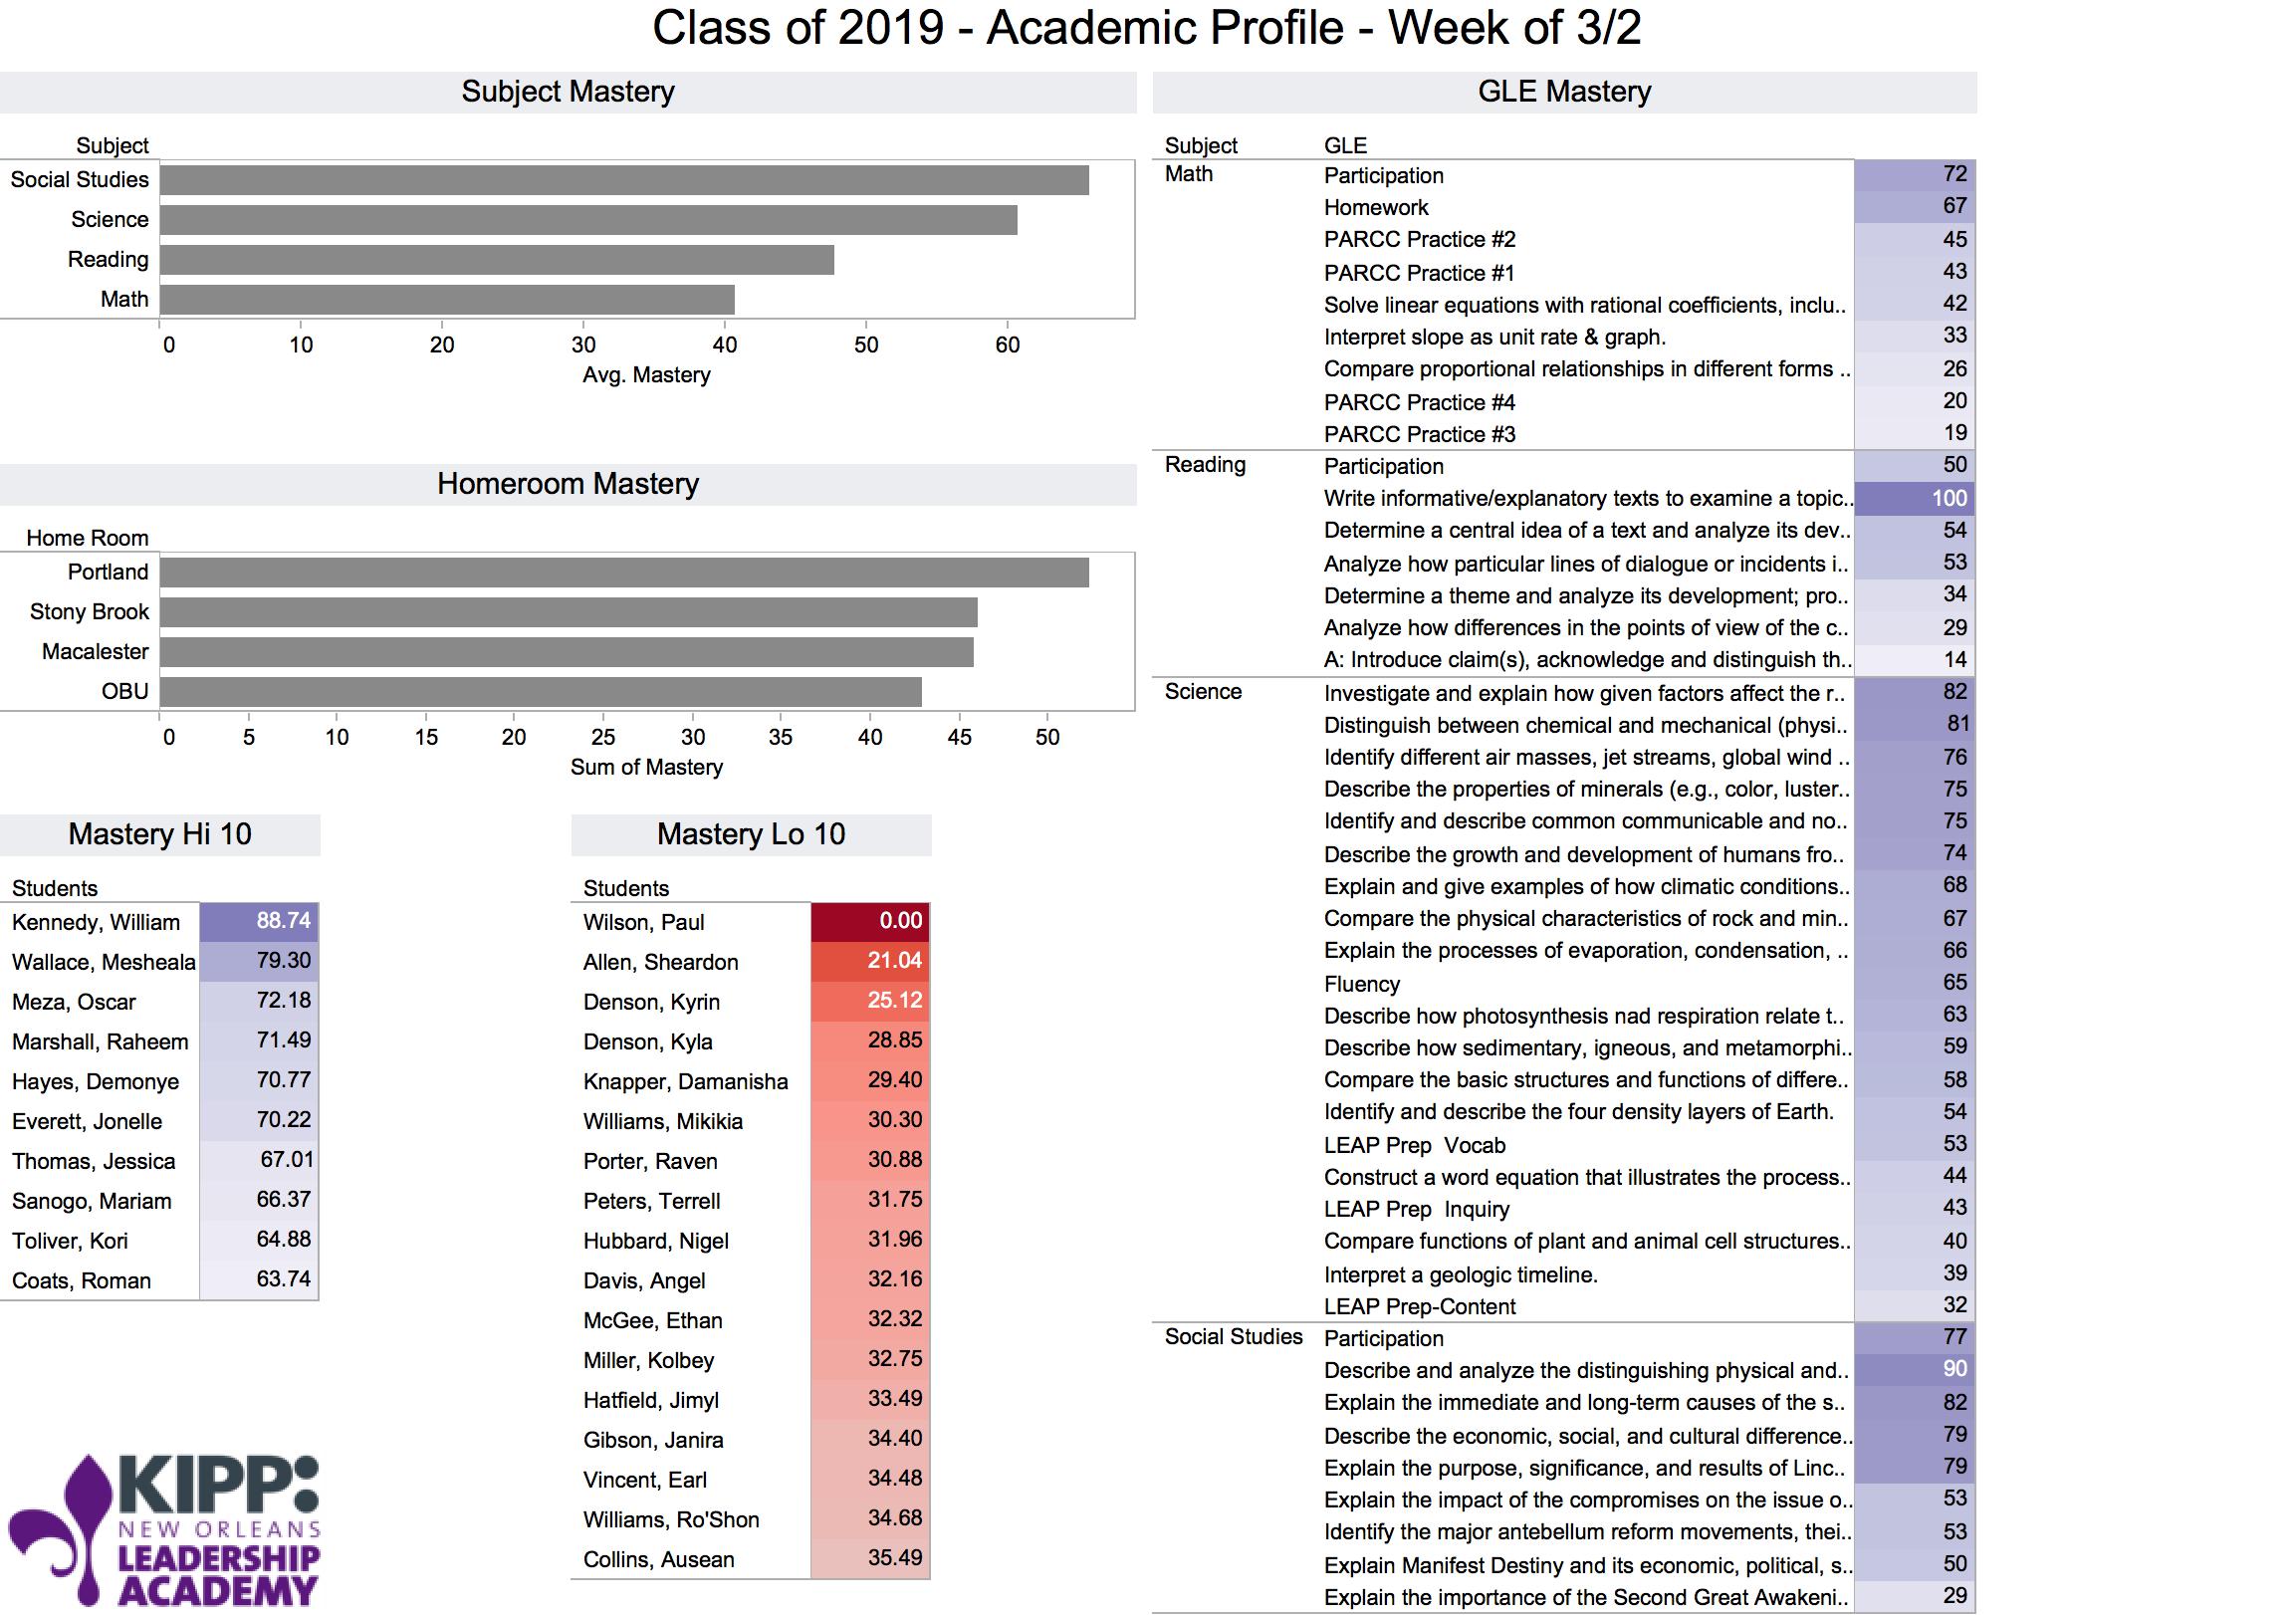 Class of 2019 - Academic Profile - Week of 3/2
Subject Mastery
Subject
Social Studies
Science
Reading
Math
0 10 20 30 40 50 60
Avg. Mastery
Homeroom Mastery
Home Room
Portland
Stony Brook
Macalester
OBU
0 5 10 15 20 25 30 35 40 45 50
Sum of Mastery
Mastery Hi 10
Students
Kennedy, William 88.74
Wallace, Mesheala 79.30
Meza, Oscar 72.18
Marshall, Raheem 71.49
Hayes, Demonye 70.77
Everett, Jonelle 70.22
Thomas, Jessica 67.01
Sanogo, Mariam 66.37
Toliver, Kori 64.88
Coats, Roman 63.74
Mastery Lo 10
Students
Wilson, Paul 0.00
Allen, Sheardon 21.04
Denson, Kyrin 25.12
Denson, Kyla 28.85
Knapper, Damanisha 29.40
Williams, Mikikia 30.30
Porter, Raven 30.88
Peters, Terrell 31.75
Hubbard, Nigel 31.96
Davis, Angel 32.16
McGee, Ethan 32.32
Miller, Kolbey 32.75
Hatfield, Jimyl 33.49
Gibson, Janira 34.40
Vincent, Earl 34.48
Williams, Ro'Shon 34.68
Collins, Ausean 35.49
KIPP:
NEW ORLEANS
LEADERSHIP
ACADEMY
GLE Mastery
Subject GLE
Math Participation 72
Homework 67
PARCC Practice #2 45
PARCC Practice #1 43
Solve linear equations with rational coefficients, inclu.. 42
Interpret slope as unit rate & graph. 33
Compare proportional relationships in different forms .. 26
PARCC Practice #4 20
PARCC Practice #3 19
Reading Participation 50
Write informative/explanatory texts to examine a topic.. 100
Determine a central idea of a text and analyze its dev.. 54
Analyze how particular lines of dialogue or incidents i.. 53
Determine a theme and analyze its development; pro.. 34
Analyze how differences in the points of view of the c.. 29
A: Introduce claim(s), acknowledge and distinguish th.. 14
Science Investigate and explain how given factors affect the r.. 82
Distinguish between chemical and mechanical (physi.. 81
Identify different air masses, jet streams, global wind .. 76
Describe the properties of minerals (e.g., color, luster.. 75
Identify and describe common communicable and no.. 75
Describe the growth and development of humans fro.. 74
Explain and give examples of how climatic conditions.. 68
Compare the physical characteristics of rock and min.. 67
Explain the processes of evaporation, condensation, .. 66
Fluency 65
Describe how photosynthesis nad respiration relate t.. 63
Describe how sedimentary, igneous, and metamorphi.. 59
Compare the basic structures and functions of differe.. 58
Identify and describe the four density layers of Earth. 54
LEAP Prep  Vocab 53
Construct a word equation that illustrates the process.. 44
LEAP Prep  Inquiry 43
Compare functions of plant and animal cell structures.. 40
Interpret a geologic timeline. 39
LEAP Prep-Content 32
Social Studies Participation 77
Describe and analyze the distinguishing physical and.. 90
Explain the immediate and long-term causes of the s.. 82
Describe the economic, social, and cultural difference.. 79
Explain the purpose, significance, and results of Linc.. 79
Explain the impact of the compromises on the issue o.. 53
Identify the major antebellum reform movements, thei.. 53
Explain Manifest Destiny and its economic, political, s.. 50
Explain the importance of the Second Great Awakeni.. 29